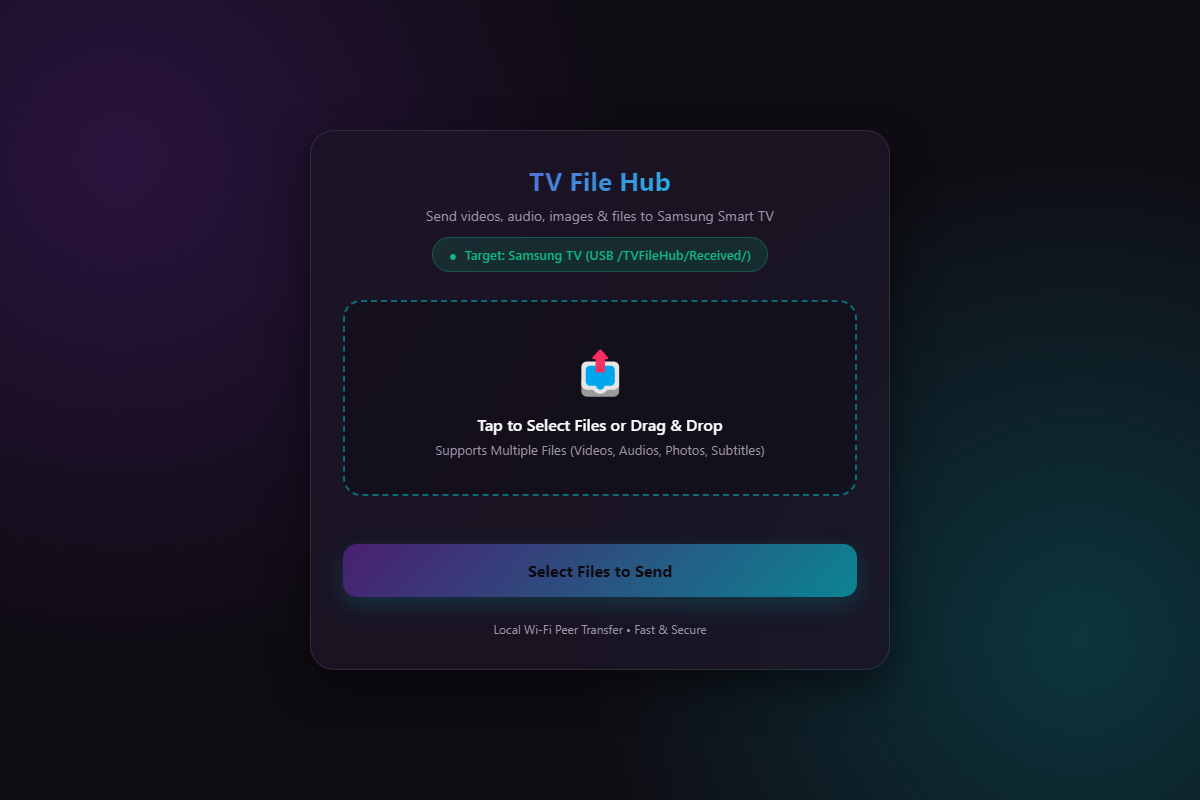 TV File Hub
Send videos, audio, images & files to Samsung Smart TV
● Target: Samsung TV (USB /TVFileHub/Received/)
Tap to Select Files or Drag & Drop
Supports Multiple Files (Videos, Audios, Photos, Subtitles)
Select Files to Send
Local Wi-Fi Peer Transfer • Fast & Secure